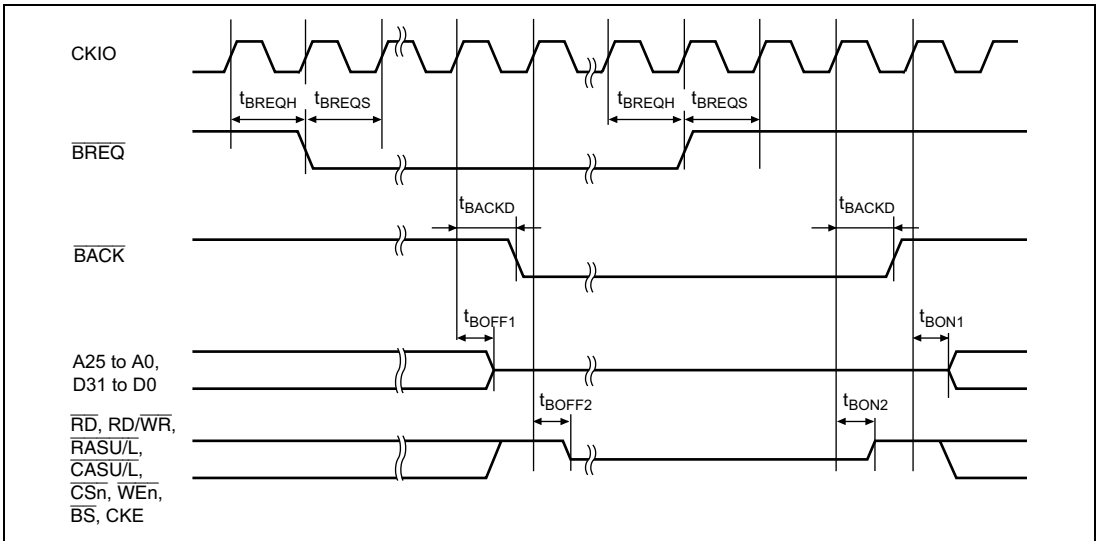 CKIO
tBREQH tBREQS tBREQH tBREQS
BREQ
tBACKD tBACKD
BACK
tBOFF1 tBON1
A25 to A0,
D31 to D0
tBOFF2 tBON2
RD, RD/WR,
RASU/L,
CASU/L,
CSn, WEn,
BS, CKE